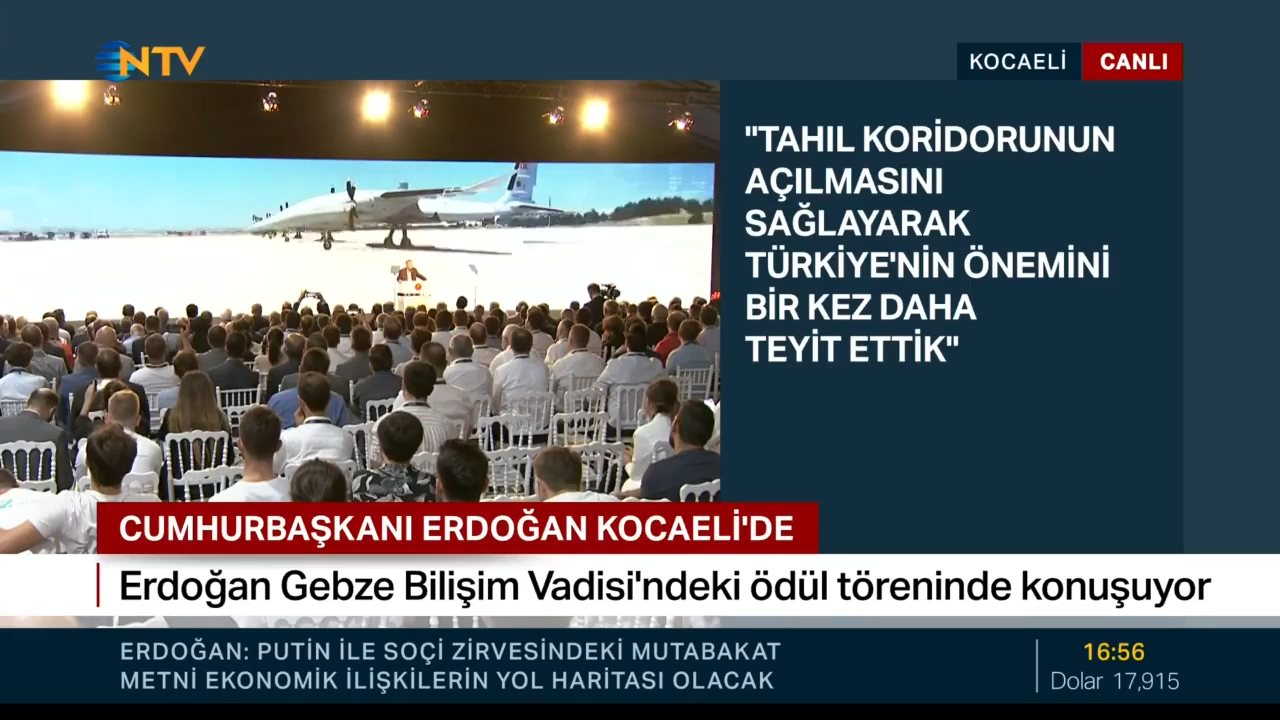 NTV
KOCAELİ
CANLI
"TAHIL KORİDORUNUN
AÇILMASINI
SAĞLAYARAK
TÜRKİYE'NİN ÖNEMİNİ
BİR KEZ DAHA
TEYİT ETTİK"
CUMHURBAŞKANI ERDOĞAN KOCAELİ'DE
Erdoğan Gebze Bilişim Vadisi'ndeki ödül töreninde konuşuyor
ERDOĞAN: PUTİN İLE SOÇİ ZİRVESİNDEKİ MUTABAKAT
METNİ EKONOMİK İLİŞKİLERİN YOL HARİTASI OLACAK
16:56
Dolar 17,915